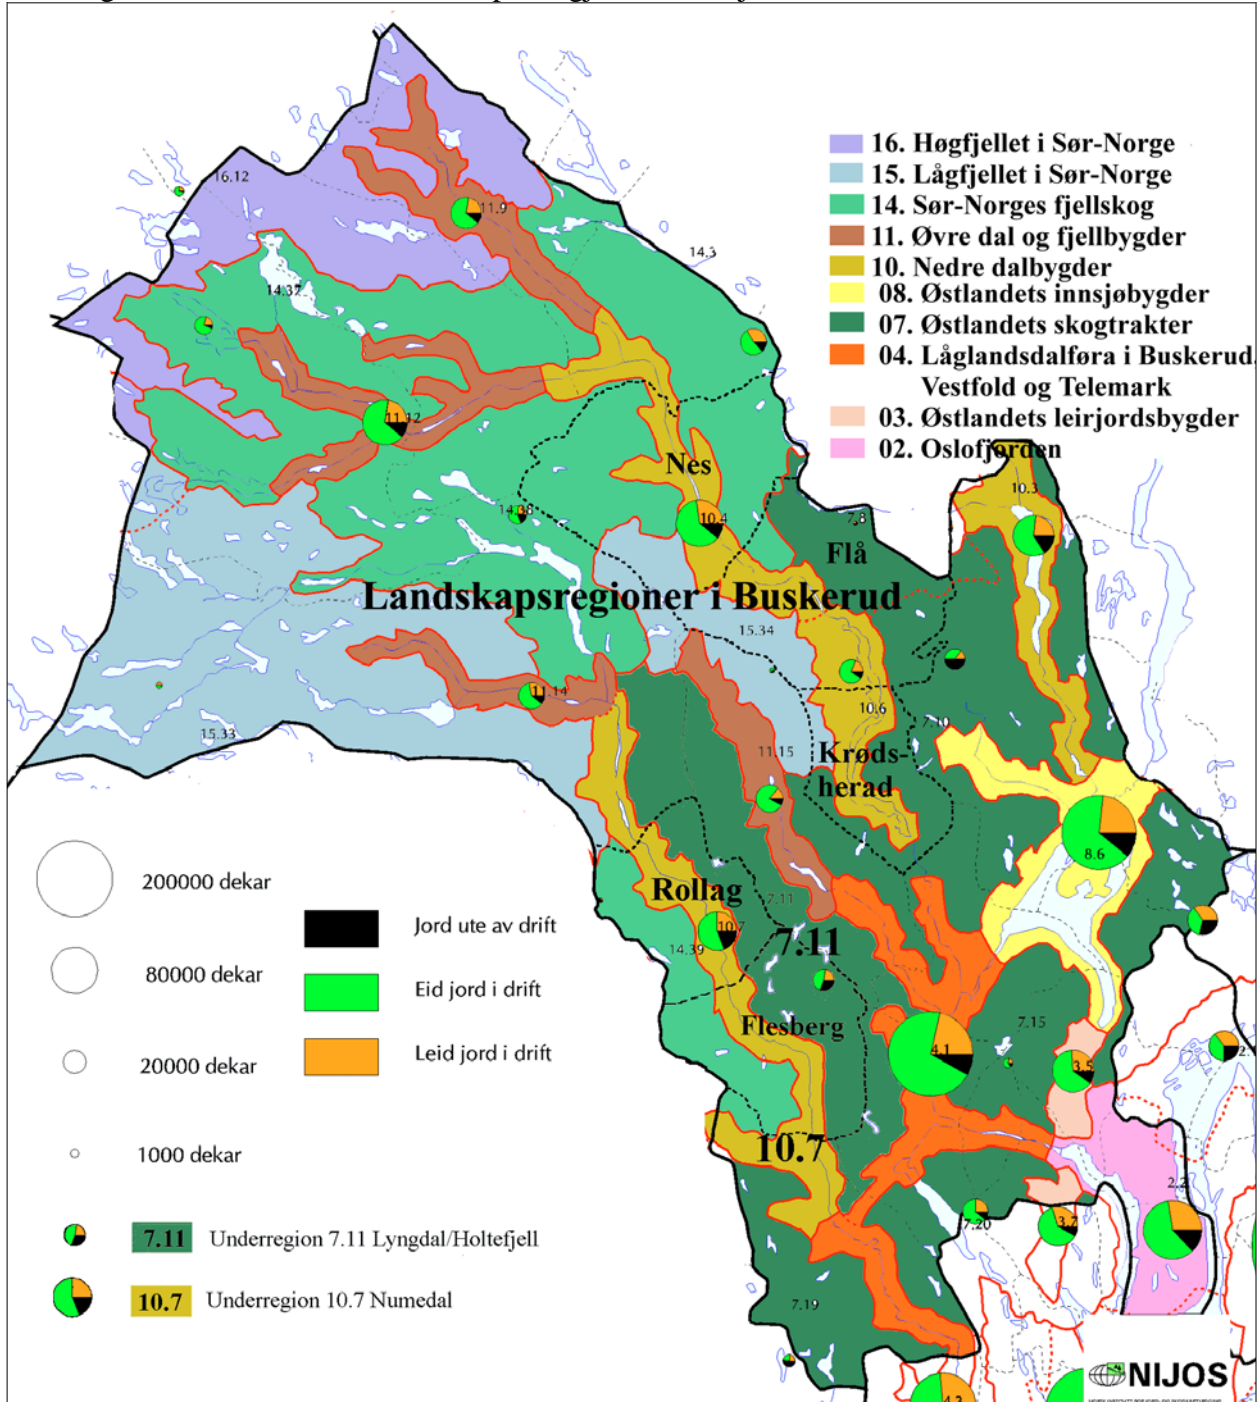 16. Høgfjellet i Sør-Norge
15. Lågfjellet i Sør-Norge
14. Sør-Norges fjellskog
11. Øvre dal og fjellbygder
10. Nedre dalbygder
08. Østlandets innsjøbygder
07. Østlandets skogtrakter
04. Låglandsdalføra i Buskerud
Vestfold og Telemark
03. Østlandets leirjordsbygder
02. Oslofjorden
16.12
11.9
14.3
14.37
11.12
Nes
10.3
14.38
10.4
7.8
Flå
Landskapsregioner i Buskerud
15.34
11.14
10.6
7.10
15.33
11.15
Krøds-
herad
8.6
200000 dekar
Rollag
7.11
Jord ute av drift
10.7
7.11
14.39
80000 dekar
Eid jord i drift
Flesberg
7.15
Leid jord i drift
4.1
20000 dekar
3.5
2.
10.7
1000 dekar
2.2
7.20
3.7
7.11 Underregion 7.11 Lyngdal/Holtefjell
10.7 Underregion 10.7 Numedal
7.19
NIJOS
4.3